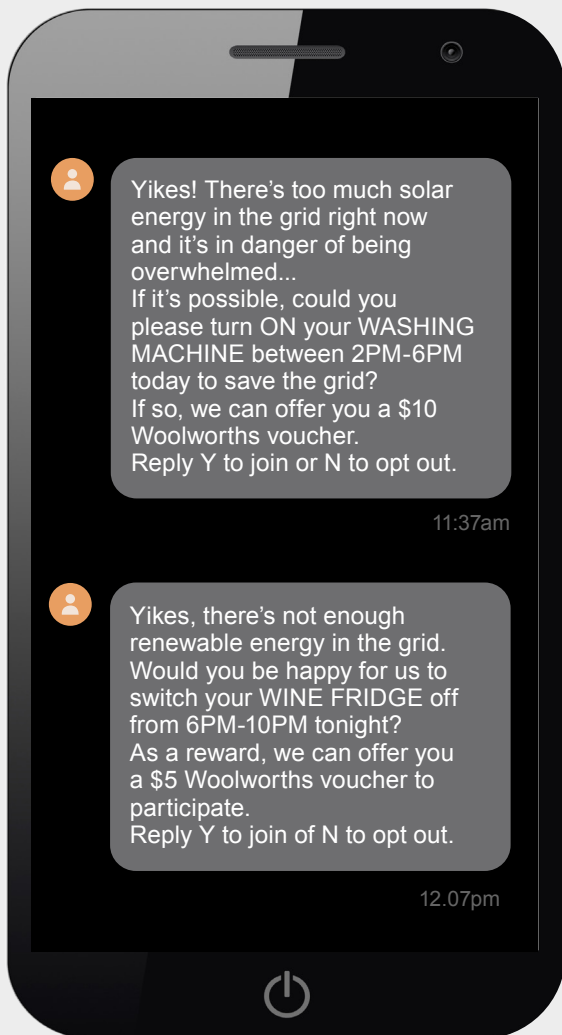 Yikes! There’s too much solar
energy in the grid right now
and it’s in danger of being
overwhelmed...
If it’s possible, could you
please turn ON your WASHING
MACHINE between 2PM-6PM
today to save the grid?
If so, we can offer you a $10
Woolworths voucher.
Reply Y to join or N to opt out.
11:37am
Yikes, there’s not enough
renewable energy in the grid.
Would you be happy for us to
switch your WINE FRIDGE off
from 6PM-10PM tonight?
As a reward, we can offer you
a $5 Woolworths voucher to
participate.
Reply Y to join of N to opt out.
12.07pm